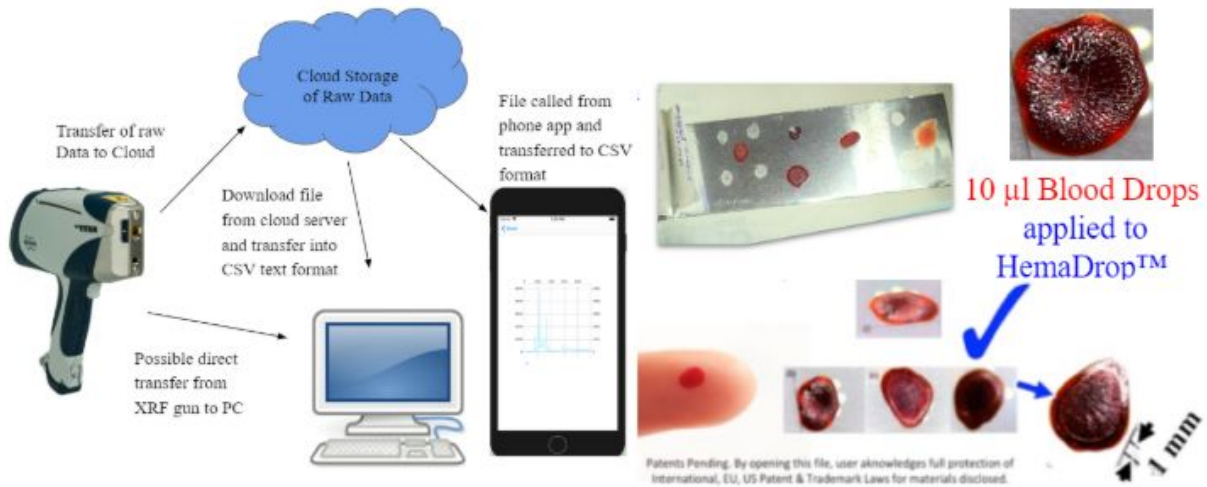 Cloud Storage
of Raw Data
Transfer of raw
Data to Cloud
File called from
phone app and
transferred to CSV
format
Download file
from cloud server
and transfer into
CSV text format
Possible direct
transfer from
XRF gun to PC
10 µl Blood Drops
applied to
HemaDrop™
1 mm
Patents Pending. By opening this file, user aknowledges full protection of
International, EU, US Patent & Trademark Laws for materials disclosed.